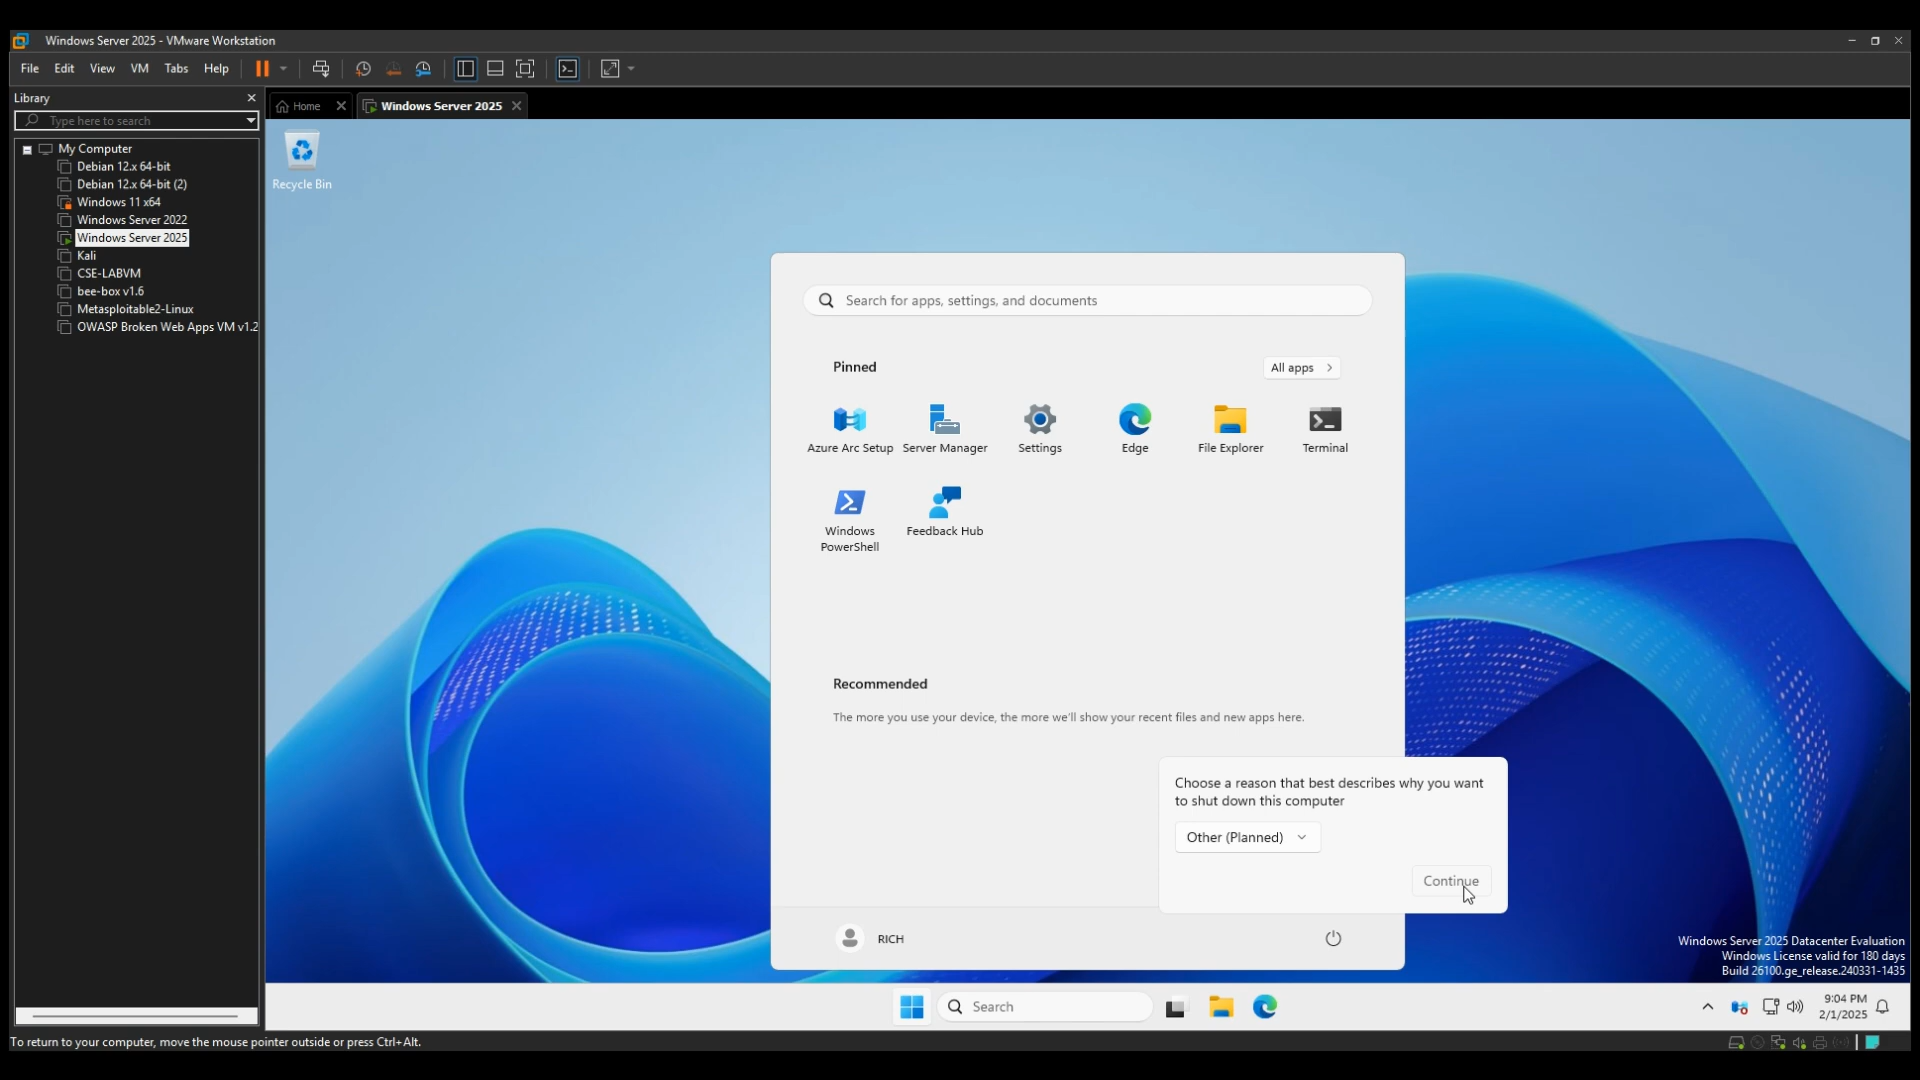 Windows Server 2025 - VMware Workstation
File Edit View VM Tabs Help
Library
Type here to search
My Computer
Debian 12.x 64-bit
Debian 12.x 64-bit (2)
Windows 11 x64
Windows Server 2022
Windows Server 2025
Kali
CSE-LABVM
bee-box v1.6
Metasploitable2-Linux
OWASP Broken Web Apps VM v1.2
Home
Windows Server 2025
Recycle Bin
Search for apps, settings, and documents
Pinned
All apps
Azure Arc Setup
Server Manager
Settings
Edge
File Explorer
Terminal
Windows
PowerShell
Feedback Hub
Recommended
The more you use your device, the more we'll show your recent files and new apps here.
Choose a reason that best describes why you want
to shut down this computer
Other (Planned)
Continue
RICH
Windows Server 2025 Datacenter Evaluation
Windows License valid for 180 days
Build 26100.ge_release.240331-1435
Search
9:04 PM
2/1/2025
To return to your computer, move the mouse pointer outside or press Ctrl+Alt.